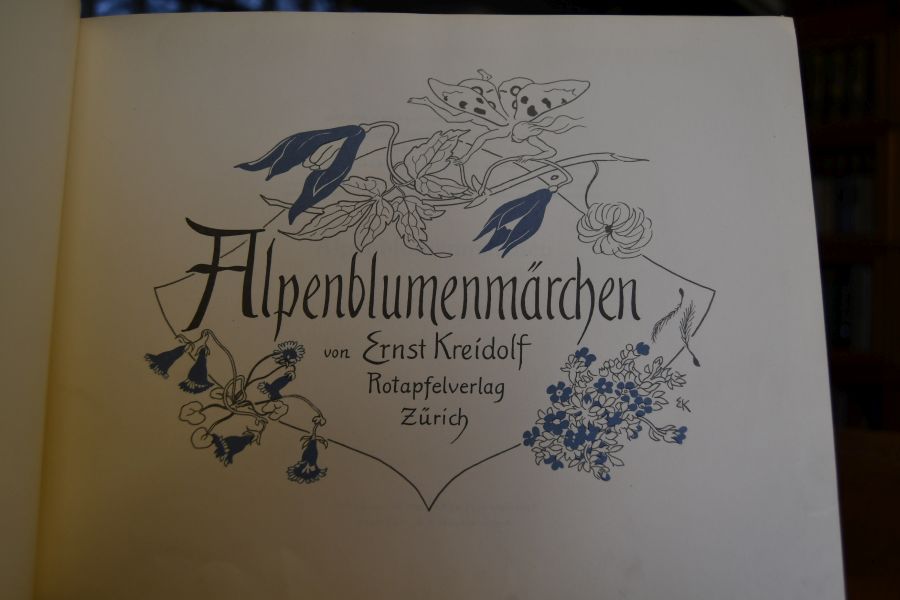 Alpenblumenmärchen
von Ernst Kreidolf
Rotapfelverlag
Zürich
EK